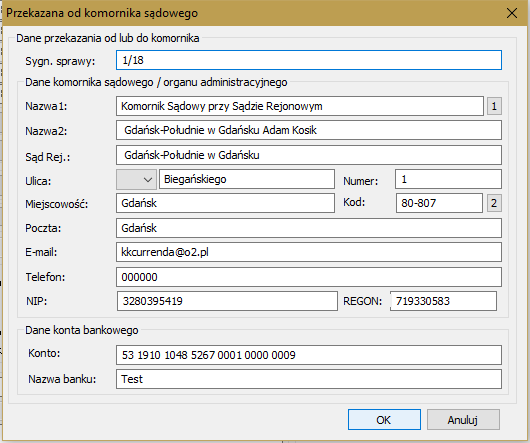 Przekazana od komornika sądowego
Dane przekazania od lub do komornika
Sygn. sprawy: 1/18
Dane komornika sądowego / organu administracyjnego
Nazwa1: Komornik Sądowy przy Sądzie Rejonowym 1
Nazwa2: Gdańsk-Południe w Gdańsku Adam Kosik
Sąd Rej.: Gdańsk-Południe w Gdańsku
Ulica: Biegańskiego Numer: 1
Miejscowość: Gdańsk Kod: 80-807 2
Poczta: Gdańsk
E-mail: kkcurrenda@o2.pl
Telefon: 000000
NIP: 3280395419 REGON: 719330583
Dane konta bankowego
Konto: 53 1910 1048 5267 0001 0000 0009
Nazwa banku: Test
OK Anuluj